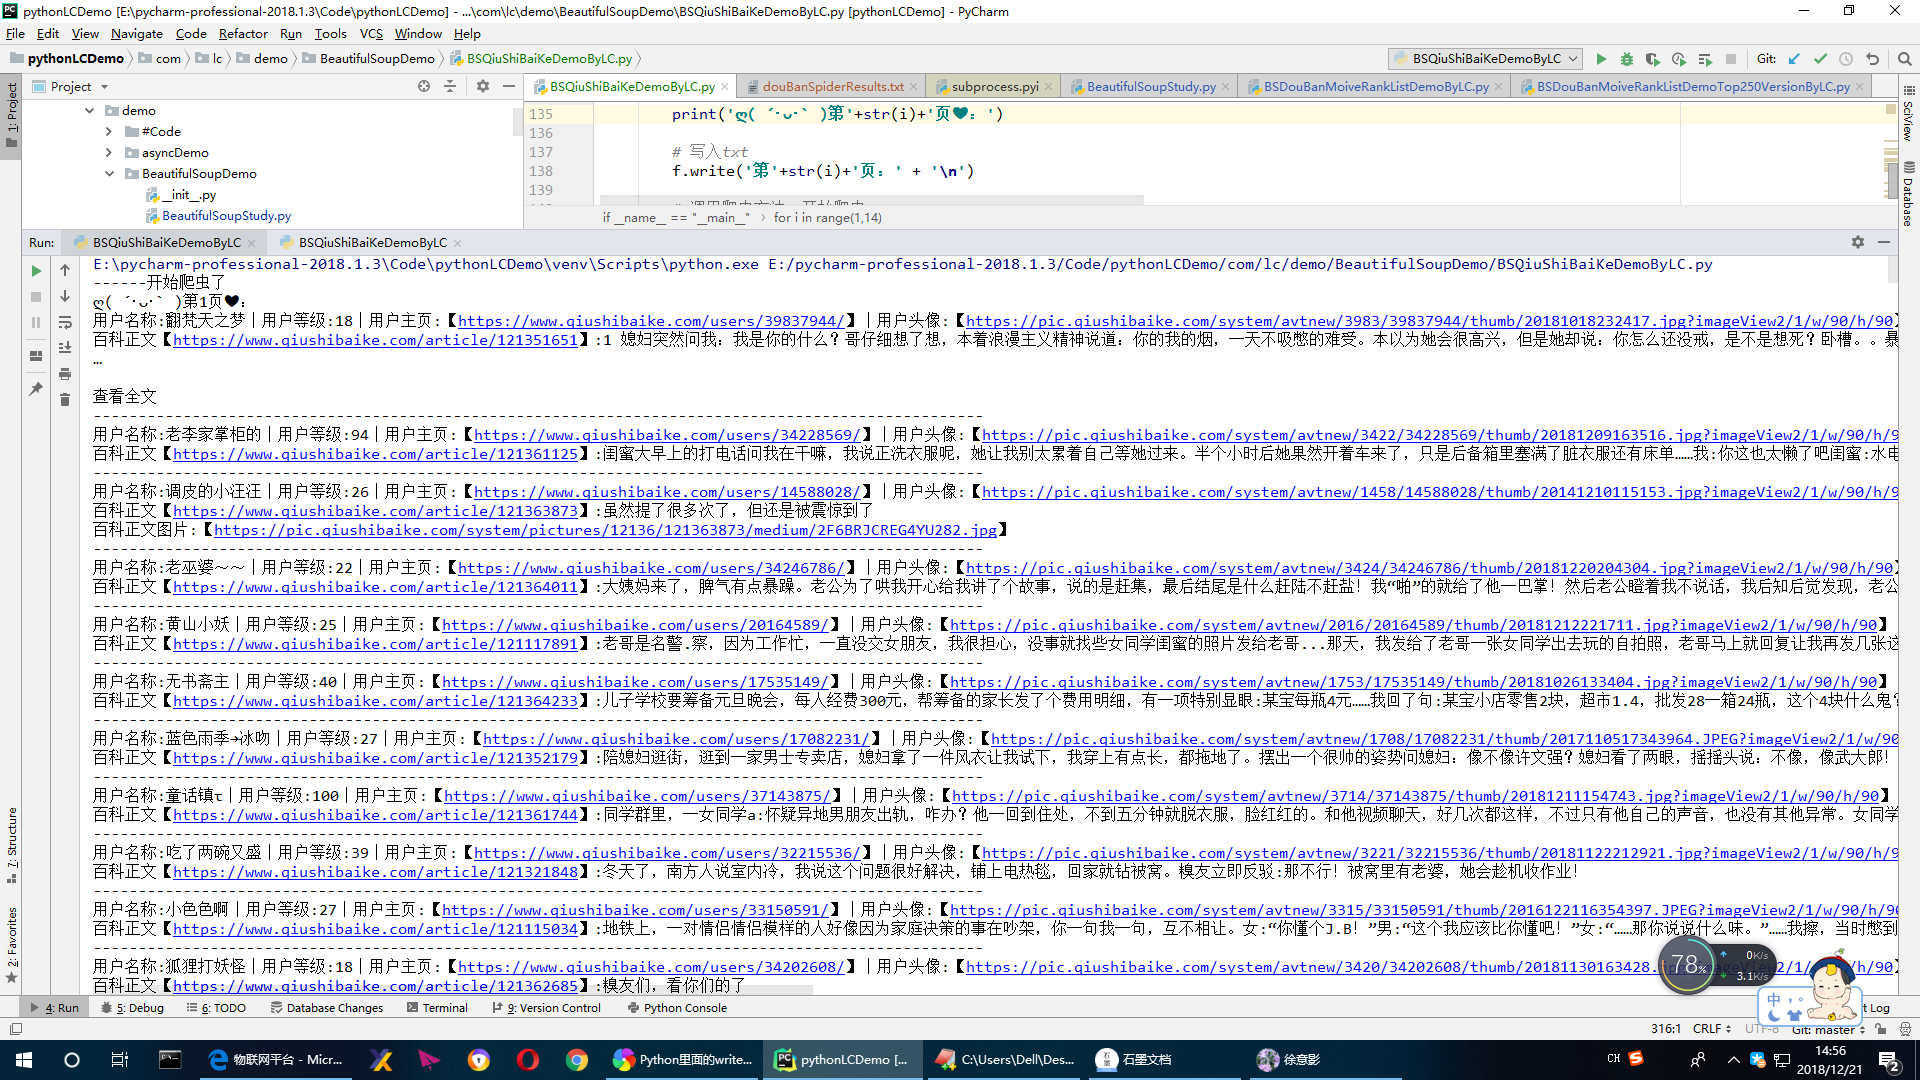 pythonLCDemo [E:\pycharm-professional-2018.1.3\Code\pythonLCDemo] - ...\com\lc\demo\BeautifulSoupDemo\BSQiuShiBaiKeDemoByLC.py [pythonLCDemo] - PyCharm
File Edit View Navigate Code Refactor Run Tools VCS Window Help
pythonLCDemo com lc demo BeautifulSoupDemo BSQiuShiBaiKeDemoByLC.py BSQiuShiBaiKeDemoByLC Git:
1: Project Project BSQiuShiBaiKeDemoByLC.py douBanSpiderResults.txt subprocess.pyi BeautifulSoupStudy.py BSDouBanMoiveRankListDemoByLC.py BSDouBanMoiveRankListDemoTop250VersionByLC.py
demo
#Code
asyncDemo
BeautifulSoupDemo
__init__.py
BeautifulSoupStudy.py
135 print('ღ( ´･ᴗ･` )第'+str(i)+'页❤: ')
136
137 # 写入txt
138 f.write('第'+str(i)+'页: ' + '\n')
139
if __name__ == "__main__" › for i in range(1,14)
SciView
Database
Run: BSQiuShiBaiKeDemoByLC BSQiuShiBaiKeDemoByLC
E:\pycharm-professional-2018.1.3\Code\pythonLCDemo\venv\Scripts\python.exe E:/pycharm-professional-2018.1.3/Code/pythonLCDemo/com/lc/demo/BeautifulSoupDemo/BSQiuShiBaiKeDemoByLC.py
------开始爬虫了
ღ( ´･ᴗ･` )第1页❤:
用户名称:翻梵天之梦|用户等级:18|用户主页:【https://www.qiushibaike.com/users/39837944/】|用户头像:【https://pic.qiushibaike.com/system/avtnew/3983/39837944/thumb/20181018232417.jpg?imageView2/1/w/90/h/90】
百科正文【https://www.qiushibaike.com/article/121351651】:1 媳妇突然问我: 我是你的什么? 哥仔细想了想, 本着浪漫主义精神说道: 你的我的烟, 一天不吸憋的难受。本以为她会很高兴, 但是她却说: 你怎么还没戒, 是不是想死? 卧槽。。暴
…
查看全文
-----------------------------------------------------------------------------------------
用户名称:老李家掌柜的|用户等级:94|用户主页:【https://www.qiushibaike.com/users/34228569/】|用户头像:【https://pic.qiushibaike.com/system/avtnew/3422/34228569/thumb/20181209163516.jpg?imageView2/1/w/90/h/9
百科正文【https://www.qiushibaike.com/article/121361125】:闺蜜大早上的打电话问我在干嘛, 我说正洗衣服呢, 她让我别太累着自己等她过来。半个小时后她果然开着车来了, 只是后备箱里塞满了脏衣服还有床单……我:你这也太懒了吧闺蜜:水电
-----------------------------------------------------------------------------------------
用户名称:调皮的小汪汪|用户等级:26|用户主页:【https://www.qiushibaike.com/users/14588028/】|用户头像:【https://pic.qiushibaike.com/system/avtnew/1458/14588028/thumb/20141210115153.jpg?imageView2/1/w/90/h/9
百科正文【https://www.qiushibaike.com/article/121363873】:虽然提了很多次了, 但还是被震惊到了
百科正文图片:【https://pic.qiushibaike.com/system/pictures/12136/121363873/medium/2F6BRJCREG4YU282.jpg】
-----------------------------------------------------------------------------------------
用户名称:老巫婆～～|用户等级:22|用户主页:【https://www.qiushibaike.com/users/34246786/】|用户头像:【https://pic.qiushibaike.com/system/avtnew/3424/34246786/thumb/20181220204304.jpg?imageView2/1/w/90/h/90】
百科正文【https://www.qiushibaike.com/article/121364011】:大姨妈来了, 脾气有点暴躁。老公为了哄我开心给我讲了个故事, 说的是赶集, 最后结尾是什么赶陆不赶盐! 我“啪”的就给了他一巴掌! 然后老公瞪着我不说话, 我后知后觉发现, 老公
-----------------------------------------------------------------------------------------
用户名称:黄山小妖|用户等级:25|用户主页:【https://www.qiushibaike.com/users/20164589/】|用户头像:【https://pic.qiushibaike.com/system/avtnew/2016/20164589/thumb/20181212221711.jpg?imageView2/1/w/90/h/90】
百科正文【https://www.qiushibaike.com/article/121117891】:老哥是名警.察, 因为工作忙, 一直没交女朋友, 我很担心, 没事就找些女同学闺蜜的照片发给老哥...那天, 我发给了老哥一张女同学出去玩的自拍照, 老哥马上就回复让我再发几张这
-----------------------------------------------------------------------------------------
用户名称:无书斋主|用户等级:40|用户主页:【https://www.qiushibaike.com/users/17535149/】|用户头像:【https://pic.qiushibaike.com/system/avtnew/1753/17535149/thumb/20181026133404.jpg?imageView2/1/w/90/h/90】
百科正文【https://www.qiushibaike.com/article/121364233】:儿子学校要筹备元旦晚会, 每人经费300元, 帮筹备的家长发了个费用明细, 有一项特别显眼:某宝每瓶4元……我回了句:某宝小店零售2块, 超市1.4, 批发28一箱24瓶, 这个4块什么鬼?
-----------------------------------------------------------------------------------------
用户名称:蓝色雨季→冰吻|用户等级:27|用户主页:【https://www.qiushibaike.com/users/17082231/】|用户头像:【https://pic.qiushibaike.com/system/avtnew/1708/17082231/thumb/2017110517343964.JPEG?imageView2/1/w/90
百科正文【https://www.qiushibaike.com/article/121352179】:陪媳妇逛街, 逛到一家男士专卖店, 媳妇拿了一件风衣让我试下, 我穿上有点长, 都拖地了。摆出一个很帅的姿势问媳妇: 像不像许文强? 媳妇看了两眼, 摇摇头说: 不像, 像武大郎!
-----------------------------------------------------------------------------------------
用户名称:童话镇τ|用户等级:100|用户主页:【https://www.qiushibaike.com/users/37143875/】|用户头像:【https://pic.qiushibaike.com/system/avtnew/3714/37143875/thumb/20181211154743.jpg?imageView2/1/w/90/h/90】
百科正文【https://www.qiushibaike.com/article/121361744】:同学群里, 一女同学a:怀疑异地男朋友出轨, 咋办? 他一回到住处, 不到五分钟就脱衣服, 脸红红的。和他视频聊天, 好几次都这样, 不过只有他自己的声音, 也没有其他异常。女同学
-----------------------------------------------------------------------------------------
用户名称:吃了两碗又盛|用户等级:39|用户主页:【https://www.qiushibaike.com/users/32215536/】|用户头像:【https://pic.qiushibaike.com/system/avtnew/3221/32215536/thumb/20181122212921.jpg?imageView2/1/w/90/h/9
百科正文【https://www.qiushibaike.com/article/121321848】:冬天了, 南方人说室内冷, 我说这个问题很好解决, 铺上电热毯, 回家就钻被窝。糗友立即反驳:那不行! 被窝里有老婆, 她会趁机收作业!
-----------------------------------------------------------------------------------------
用户名称:小色色啊|用户等级:27|用户主页:【https://www.qiushibaike.com/users/33150591/】|用户头像:【https://pic.qiushibaike.com/system/avtnew/3315/33150591/thumb/2016122116354397.JPEG?imageView2/1/w/90/h/90
百科正文【https://www.qiushibaike.com/article/121115034】:地铁上, 一对情侣情侣模样的人好像因为家庭决策的事在吵架, 你一句我一句, 互不相让。女:“你懂个J.B! ”男:“这个我应该比你懂吧! ”女:“……那你说说什么味。”……我擦, 当时憋到
-----------------------------------------------------------------------------------------
用户名称:狐狸打妖怪|用户等级:18|用户主页:【https://www.qiushibaike.com/users/34202608/】|用户头像:【https://pic.qiushibaike.com/system/avtnew/3420/34202608/thumb/20181130163428.
百科正文【https://www.qiushibaike.com/article/121362685】:糗友们, 看你们的了
7: Structure
2: Favorites
78% 0K/s 3.1K/s
中
4: Run 5: Debug 6: TODO Database Changes Terminal 9: Version Control Python Console t Log
316:1 CRLF UTF-8 Git: master
物联网平台 - Micr... Python里面的write... pythonLCDemo [... C:\Users\Dell\Des... 石墨文档 徐意影 CH 14:56
2018/12/21 2